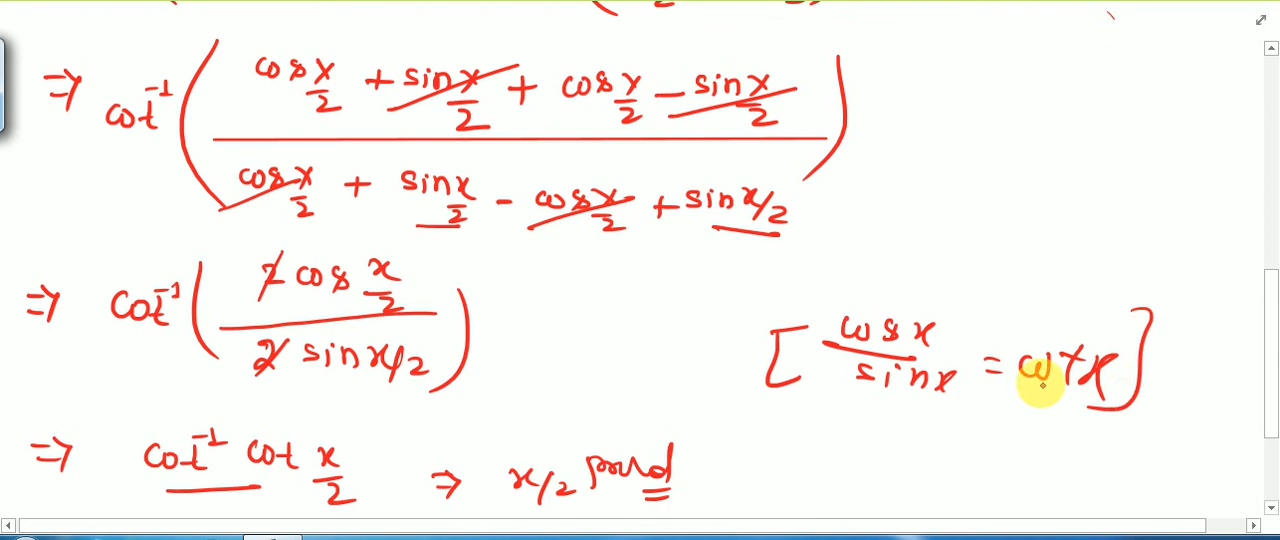 ⇒ cot⁻¹ ( (cos x/2 + sin x/2 + cos x/2 − sin x/2) / (cos x/2 + sin x/2 − cos x/2 + sin x/2) )
⇒ cot⁻¹ ( 2 cos x/2 / 2 sin x/2 )
[ cos x / sin x = cot x ]
⇒ cot⁻¹ cot x/2 ⇒ x/2